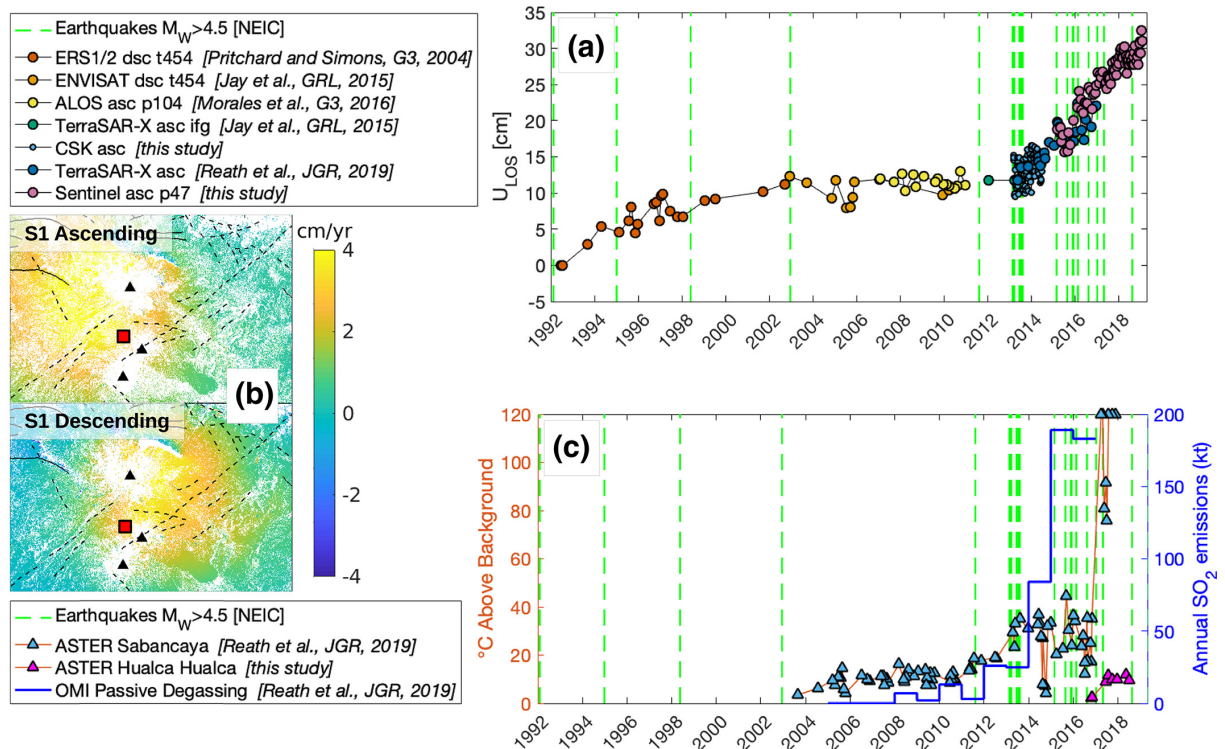 Earthquakes M_W>4.5 [NEIC]
ERS1/2 dsc t454 [Pritchard and Simons, G3, 2004]
ENVISAT dsc t454 [Jay et al., GRL, 2015]
ALOS asc p104 [Morales et al., G3, 2016]
TerraSAR-X asc ifg [Jay et al., GRL, 2015]
CSK asc [this study]
TerraSAR-X asc [Reath et al., JGR, 2019]
Sentinel asc p47 [this study]
(a)
U_LOS [cm]
35
30
25
20
15
10
5
0
-5
1992 1994 1996 1998 2000 2002 2004 2006 2008 2010 2012 2014 2016 2018
S1 Ascending
S1 Descending
(b)
cm/yr
4
2
0
-2
-4
Earthquakes M_W>4.5 [NEIC]
ASTER Sabancaya [Reath et al., JGR, 2019]
ASTER Hualca Hualca [this study]
OMI Passive Degassing [Reath et al., JGR, 2019]
(c)
°C Above Background
120
100
80
60
40
20
0
200
150
100
50
0
Annual SO_2 emissions (kt)
1992 1994 1996 1998 2000 2002 2004 2006 2008 2010 2012 2014 2016 2018